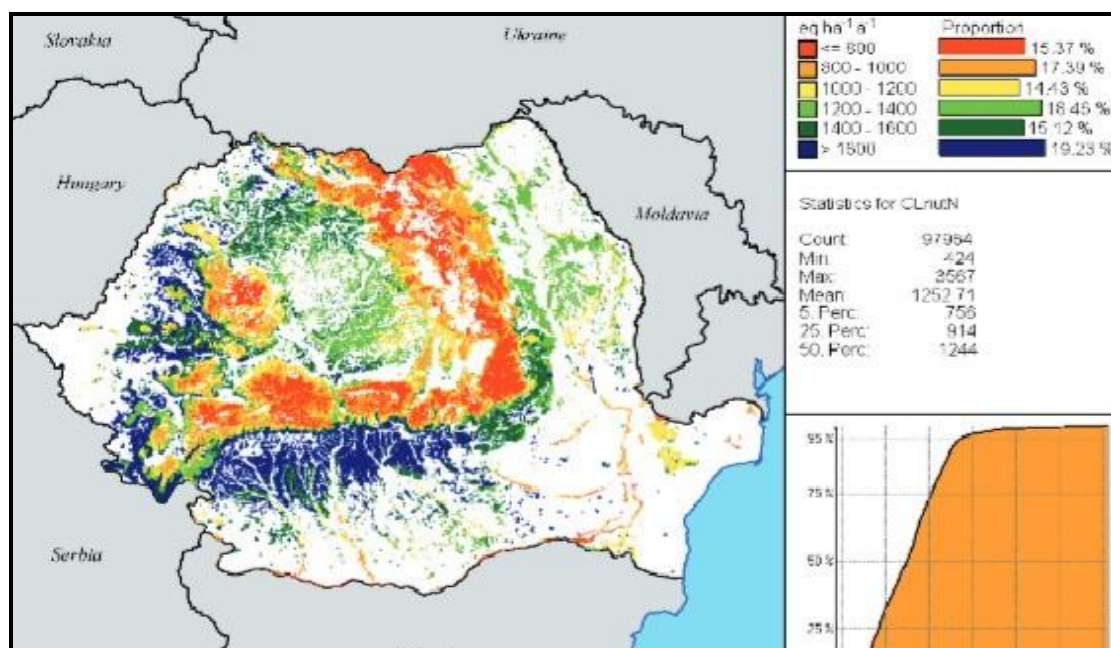 Slovakia
Ukraine
Hungary
Moldavia
Serbia
eq ha⁻¹ a⁻¹ Proportion
<= 800 15.37 %
800 - 1000 17.39 %
1000 - 1200 14.43 %
1200 - 1400 18.46 %
1400 - 1600 15.12 %
> 1600 19.23 %
Statistics for CLnutN
Count: 97964
Min: 424
Max: 3567
Mean: 1252.71
5. Perc: 756
25. Perc: 914
50. Perc: 1244
95 %
75 %
50 %
25 %